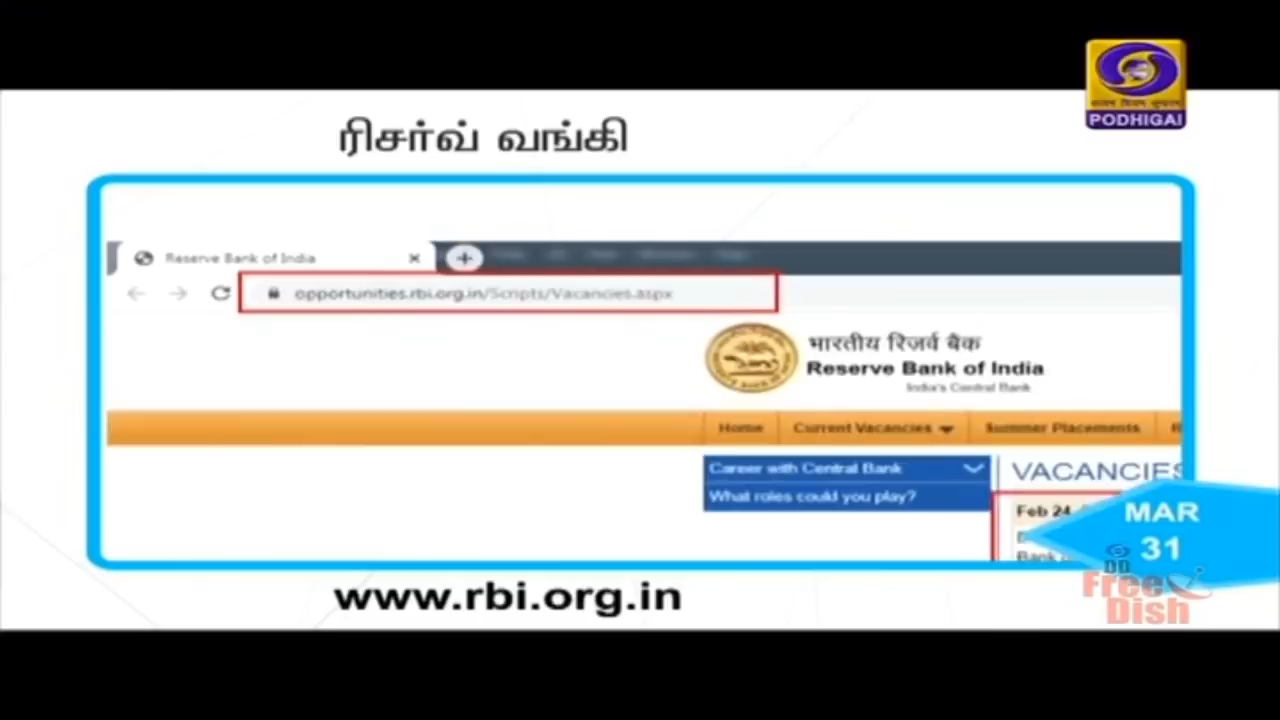 PODHIGAI
ரிசர்வ் வங்கி
Reserve Bank of India
opportunities.rbi.org.in/Scripts/Vacancies.aspx
भारतीय रिज़र्व बैंक
Reserve Bank of India
India's Central Bank
Home Current Vacancies Summer Placements
Career with Central Bank
What roles could you play?
VACANCIES
Feb 24
Bank
MAR
31
DD
Free
Dish
www.rbi.org.in